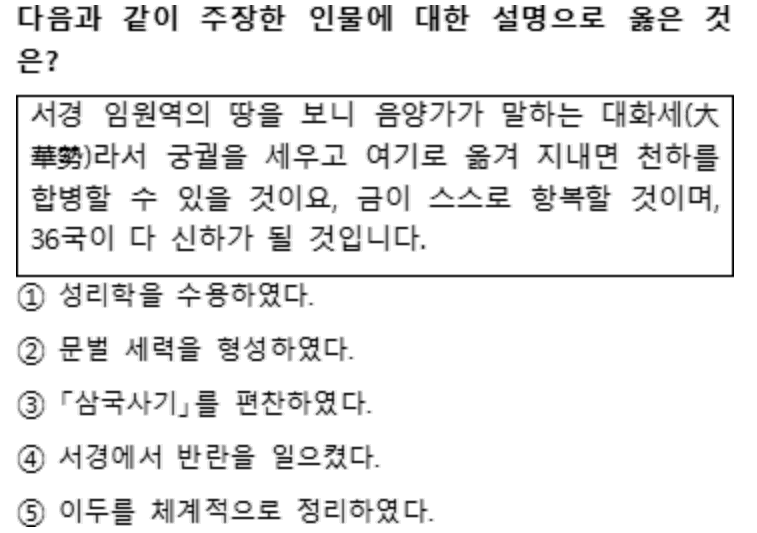 다음과 같이 주장한 인물에 대한 설명으로 옳은 것
은?
서경 임원역의 땅을 보니 음양가가 말하는 대화세(大
華勢)라서 궁궐을 세우고 여기로 옮겨 지내면 천하를
합병할 수 있을 것이요, 금이 스스로 항복할 것이며,
36국이 다 신하가 될 것입니다.
① 성리학을 수용하였다.
② 문벌 세력을 형성하였다.
③ 「삼국사기」를 편찬하였다.
④ 서경에서 반란을 일으켰다.
⑤ 이두를 체계적으로 정리하였다.